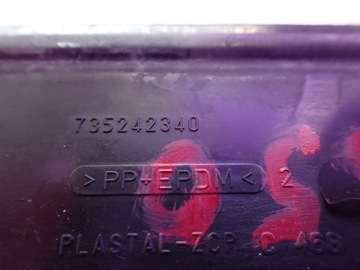 735242340
>PP+EPDM< 2
PLASTAL-ZCP C 468